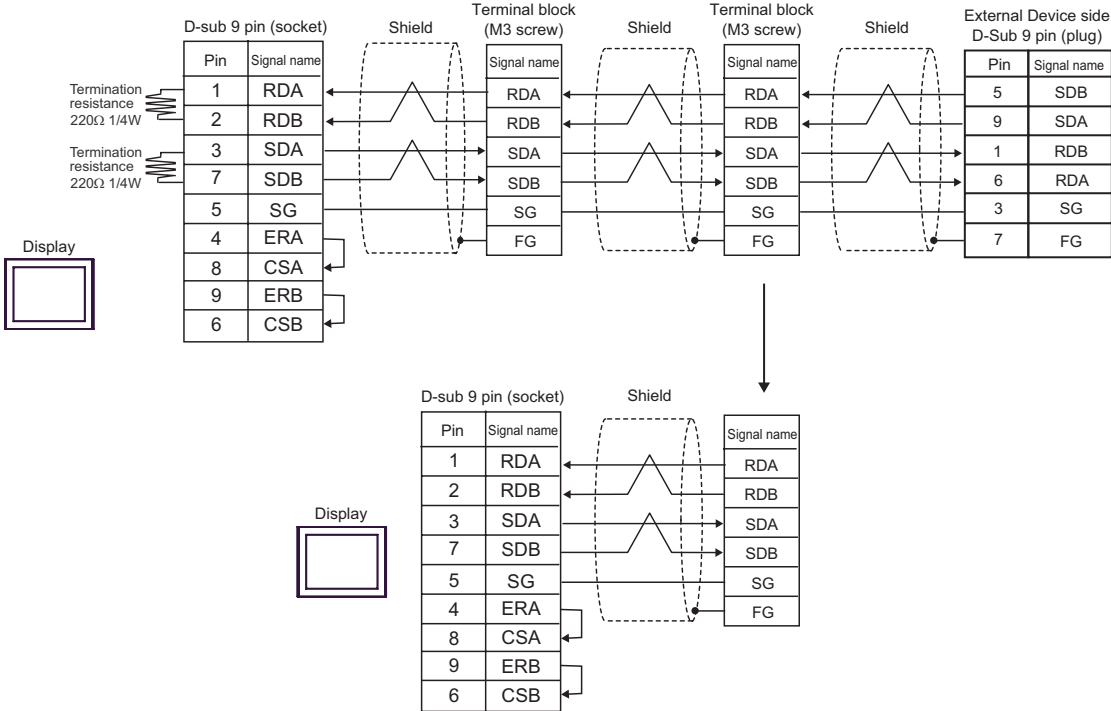 D-sub 9 pin (socket)
Shield
Terminal block
(M3 screw)
Shield
Terminal block
(M3 screw)
Shield
External Device side
D-Sub 9 pin (plug)
Pin Signal name
1 RDA
2 RDB
3 SDA
7 SDB
5 SG
4 ERA
8 CSA
9 ERB
6 CSB
Termination
resistance
220Ω 1/4W
Termination
resistance
220Ω 1/4W
Display
Signal name
RDA
RDB
SDA
SDB
SG
FG
Signal name
RDA
RDB
SDA
SDB
SG
FG
Pin Signal name
5 SDB
9 SDA
1 RDB
6 RDA
3 SG
7 FG
D-sub 9 pin (socket)
Shield
Display
Pin Signal name
1 RDA
2 RDB
3 SDA
7 SDB
5 SG
4 ERA
8 CSA
9 ERB
6 CSB
Signal name
RDA
RDB
SDA
SDB
SG
FG